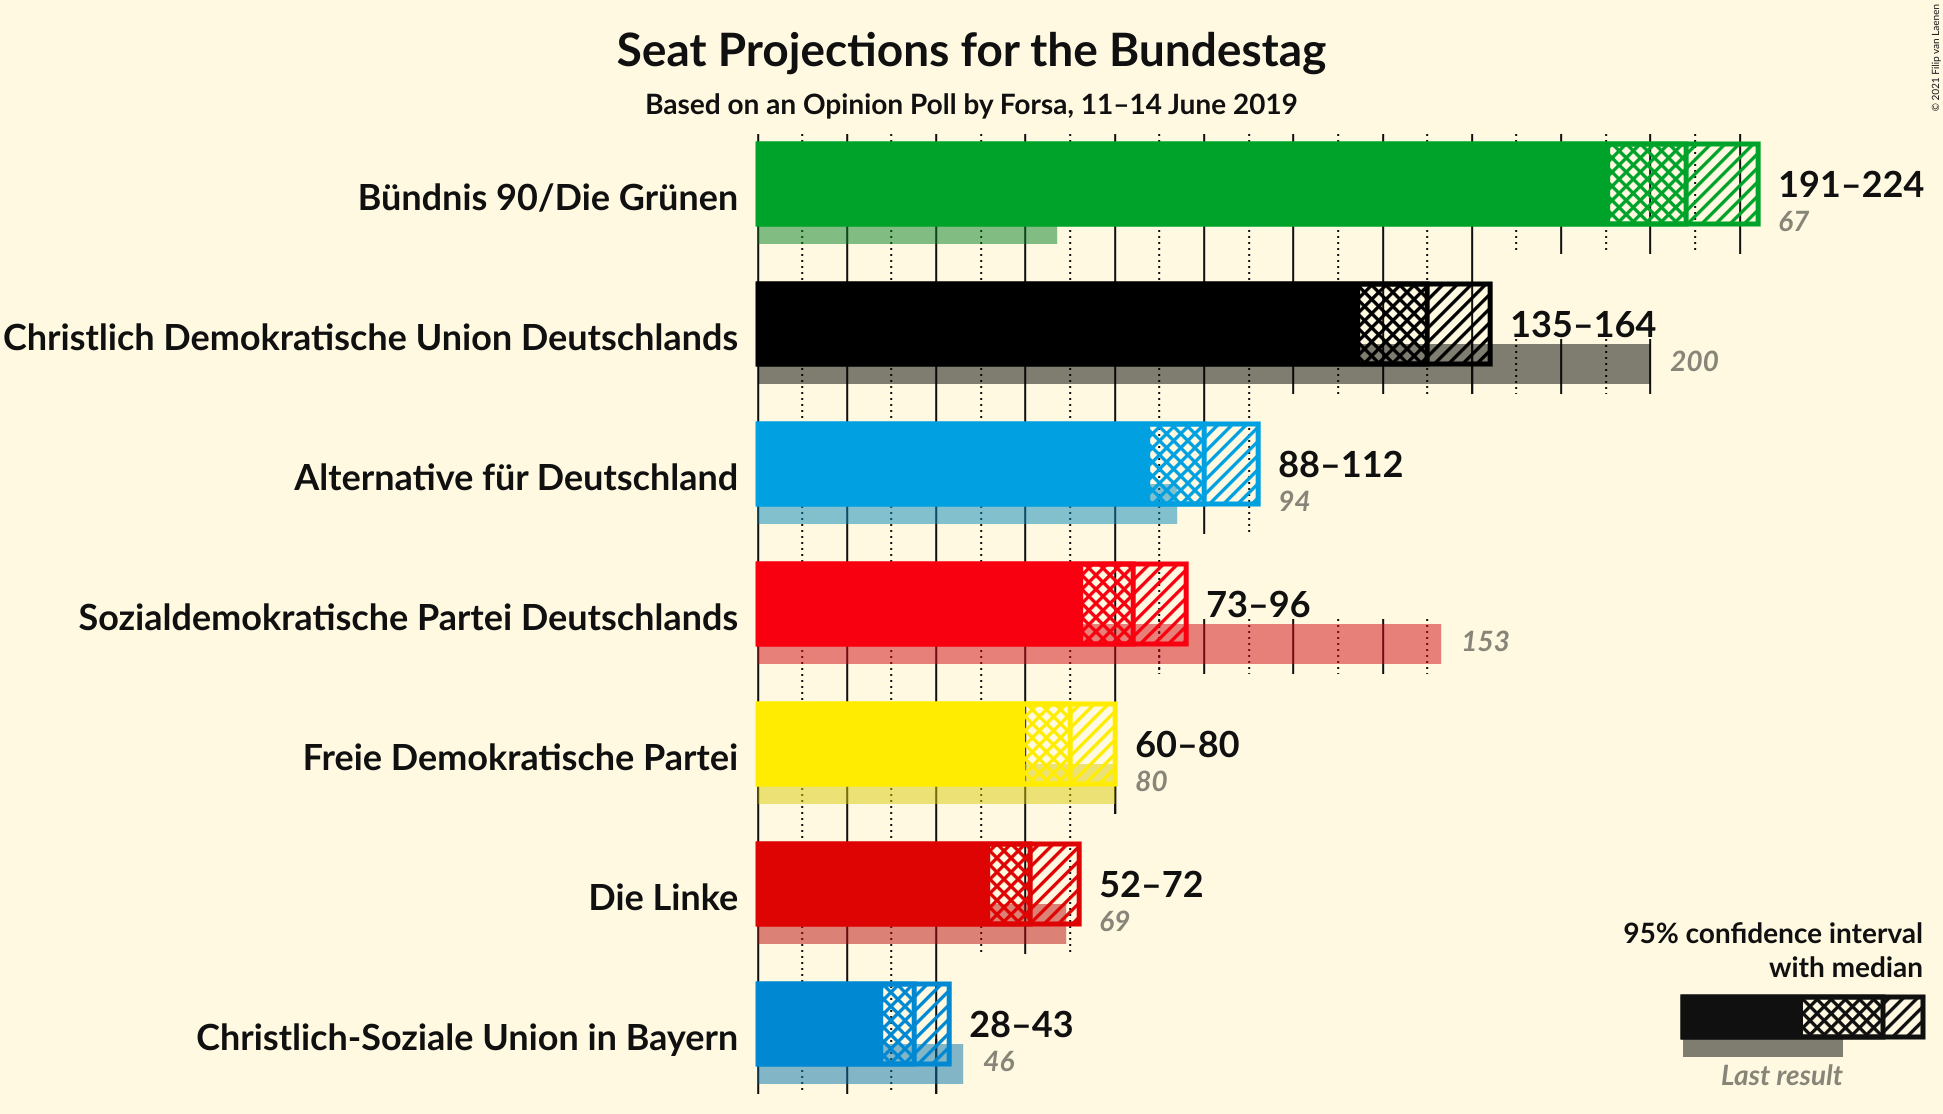 Seat Projections for the Bundestag
Based on an Opinion Poll by Forsa, 11–14 June 2019
© 2021 Filip van Laenen
Bündnis 90/Die Grünen
191–224
67
Christlich Demokratische Union Deutschlands
135–164
200
Alternative für Deutschland
88–112
94
Sozialdemokratische Partei Deutschlands
73–96
153
Freie Demokratische Partei
60–80
80
Die Linke
52–72
69
Christlich-Soziale Union in Bayern
28–43
46
95% confidence interval
with median
Last result